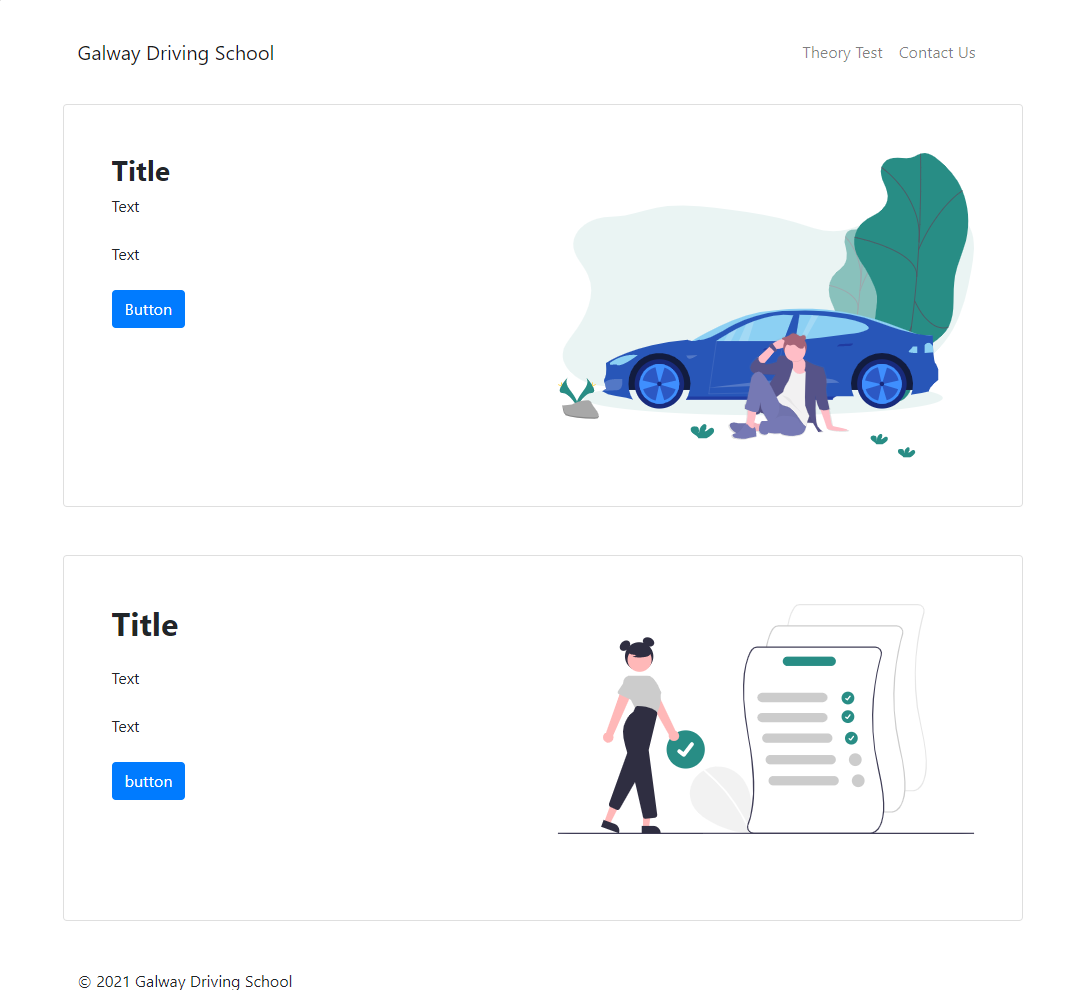 Galway Driving School
Theory Test Contact Us
Title
Text
Text
Button
Title
Text
Text
button
© 2021 Galway Driving School